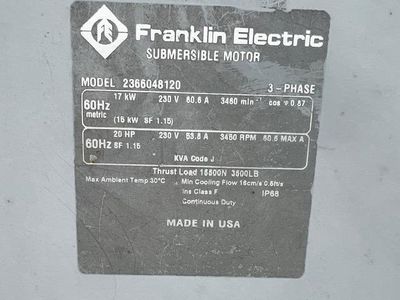 Franklin Electric
SUBMERSIBLE MOTOR
MODEL 2366048120 3-PHASE
60Hz metric 17 kW 230 V 60.6 A 3460 min⁻ cos φ 0.87
(15 kW SF 1.15)
60Hz 20 HP 230 V 53.8 A 3450 RPM 60.6 MAX A
SF 1.15
KVA Code J
Thrust Load 15500N 3500LB
Max Ambient Temp 30°C Min Cooling Flow 16cm/s 0.5ft/s
Ins Class F IP68
Continuous Duty
MADE IN USA